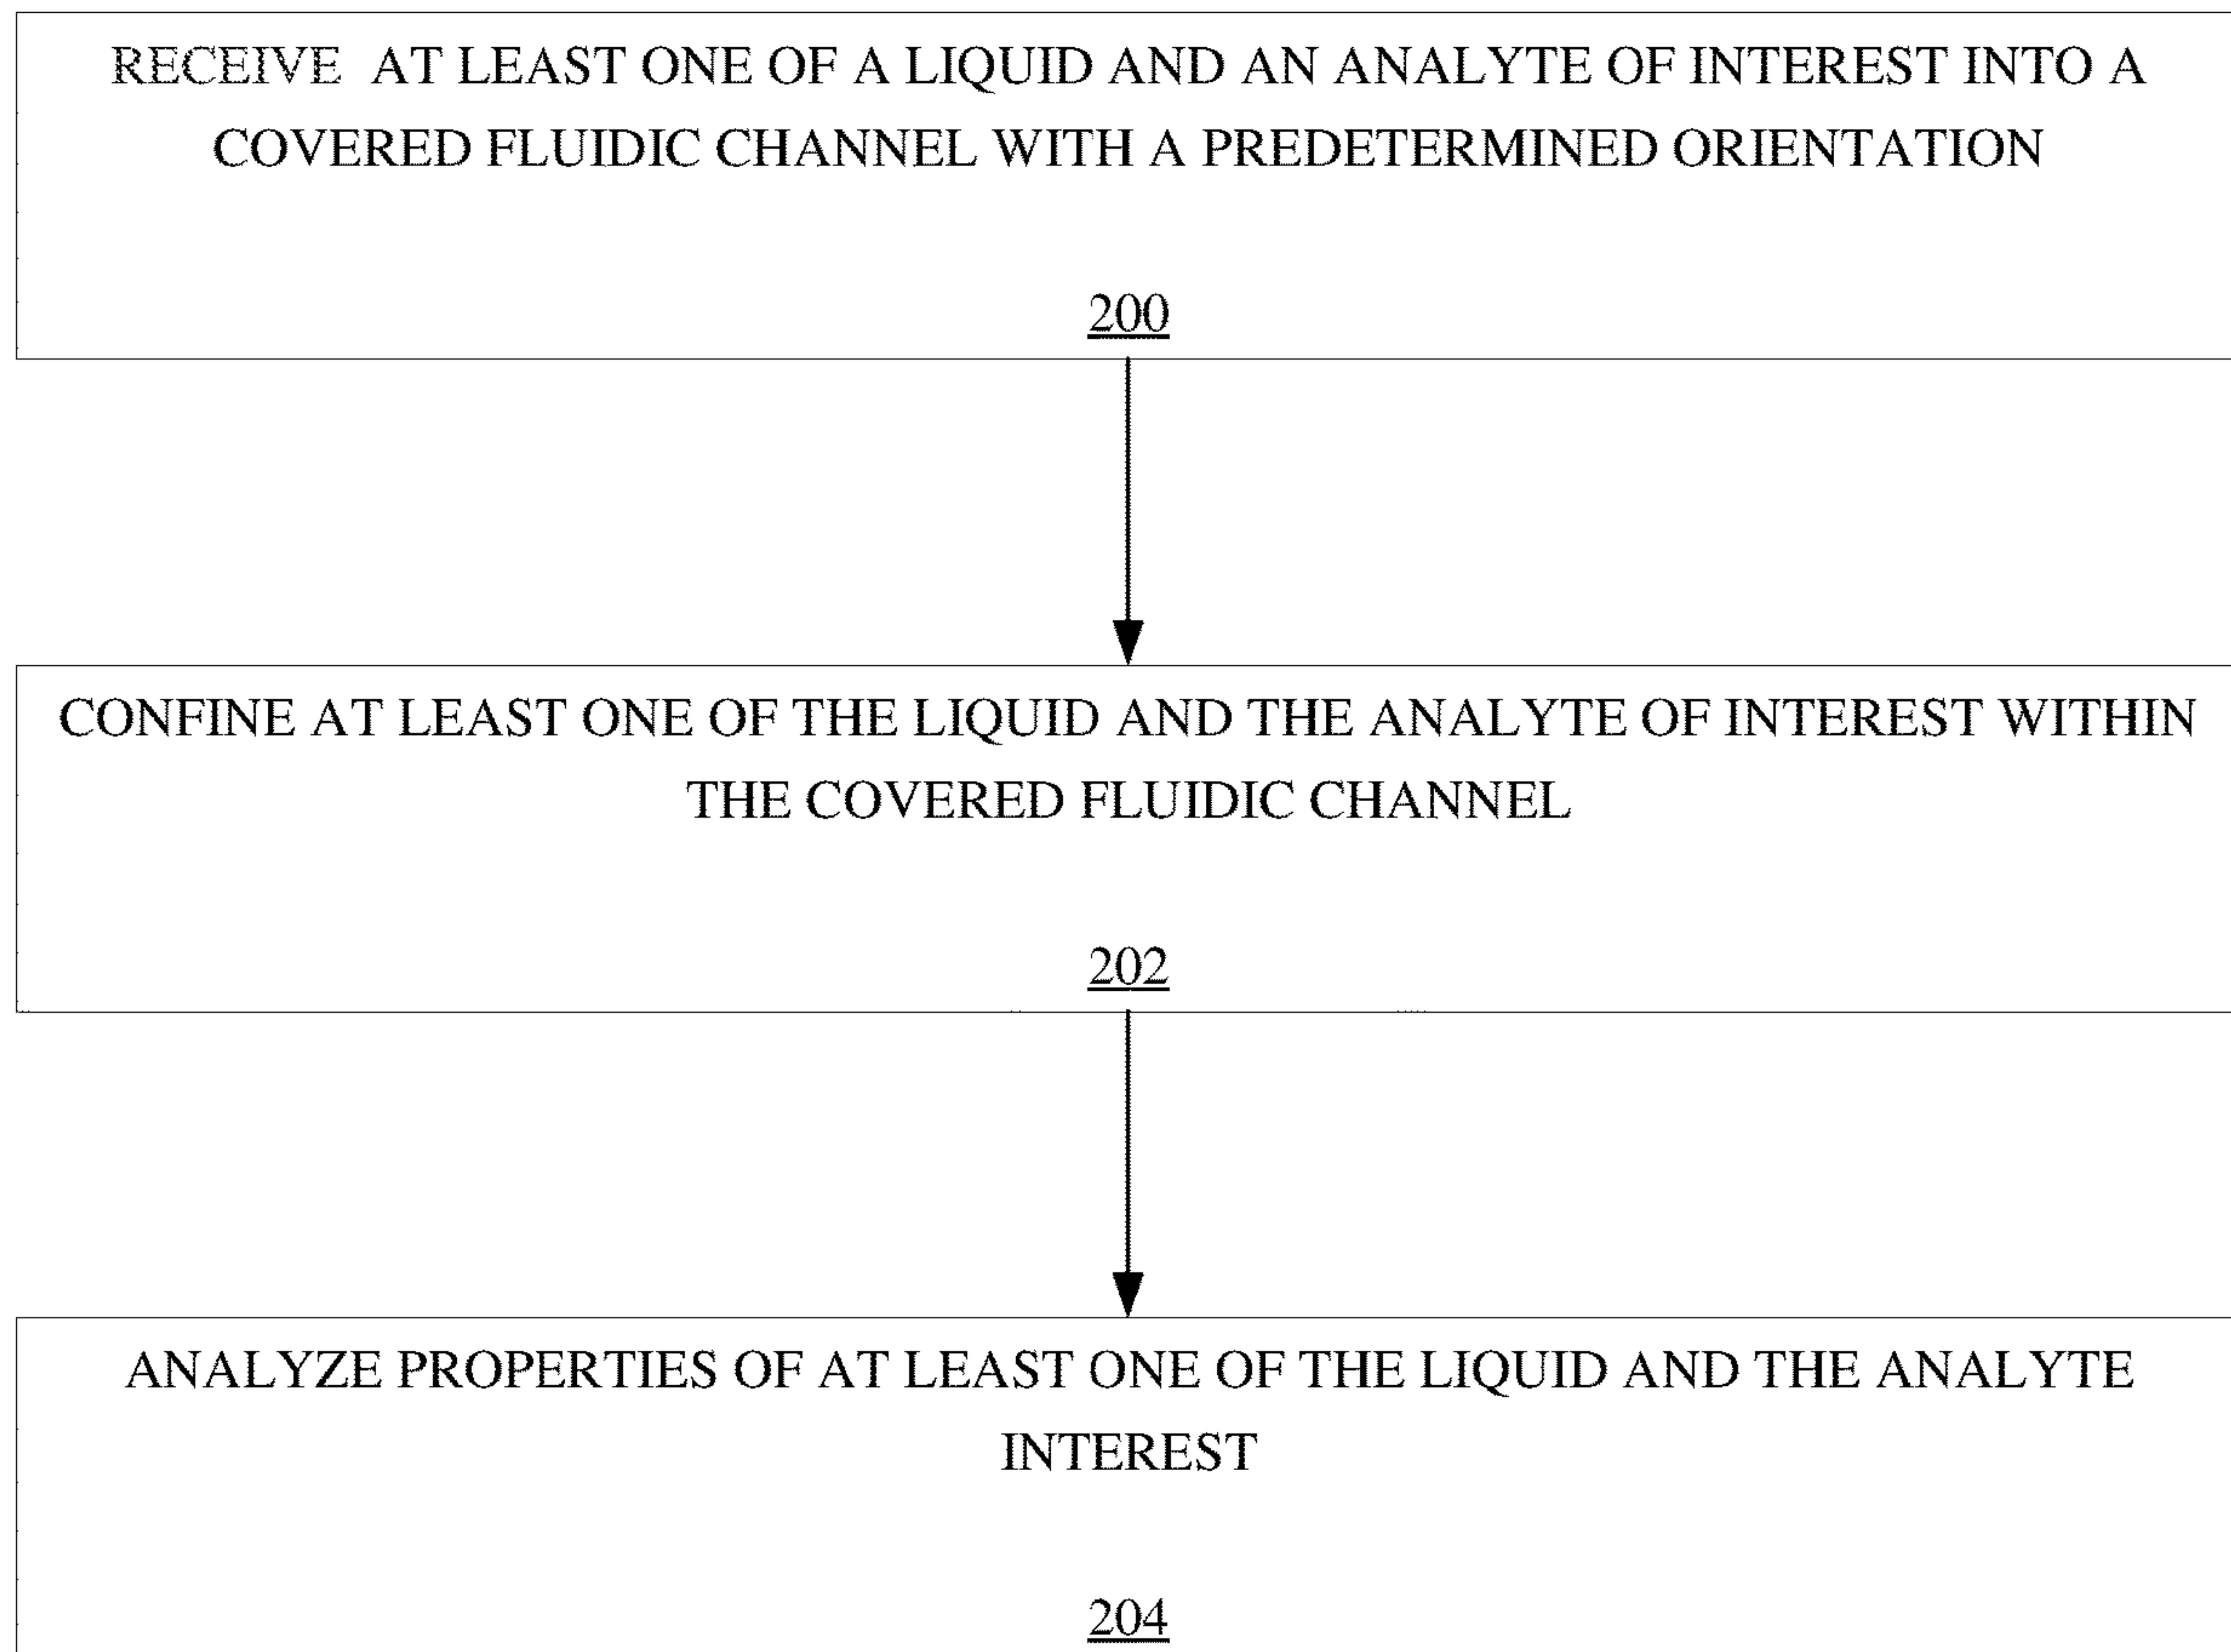 RECEIVE AT LEAST ONE OF A LIQUID AND AN ANALYTE OF INTEREST INTO A
COVERED FLUIDIC CHANNEL WITH A PREDETERMINED ORIENTATION
200
CONFINE AT LEAST ONE OF THE LIQUID AND THE ANALYTE OF INTEREST WITHIN
THE COVERED FLUIDIC CHANNEL
202
ANALYZE PROPERTIES OF AT LEAST ONE OF THE LIQUID AND THE ANALYTE
INTEREST
204